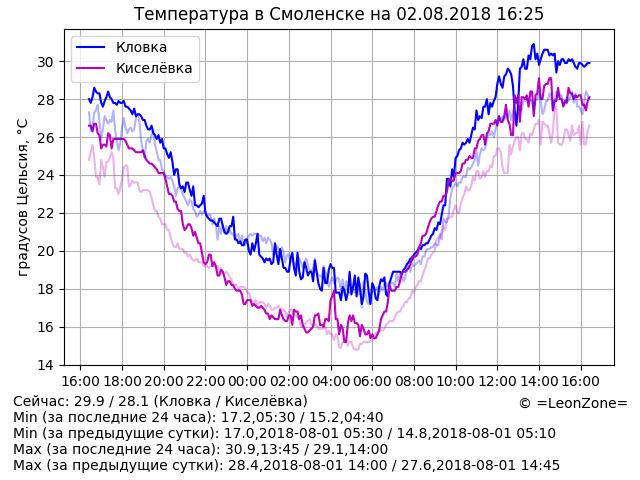 Температура в Смоленске на 02.08.2018 16:25
Кловка
Киселёвка
градусов Цельсия, °C
30
28
26
24
22
20
18
16
14
16:00 18:00 20:00 22:00 00:00 02:00 04:00 06:00 08:00 10:00 12:00 14:00 16:00
Сейчас: 29.9 / 28.1 (Кловка / Киселёвка)
© =LeonZone=
Min (за последние 24 часа): 17.2,05:30 / 15.2,04:40
Min (за предыдущие сутки): 17.0,2018-08-01 05:30 / 14.8,2018-08-01 05:10
Max (за последние 24 часа): 30.9,13:45 / 29.1,14:00
Max (за предыдущие сутки): 28.4,2018-08-01 14:00 / 27.6,2018-08-01 14:45